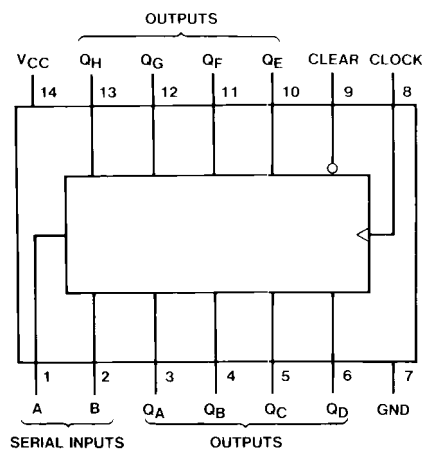 OUTPUTS
VCC QH QG QF QE CLEAR CLOCK
14 13 12 11 10 9 8
1 2 3 4 5 6 7
A B QA QB QC QD GND
SERIAL INPUTS OUTPUTS